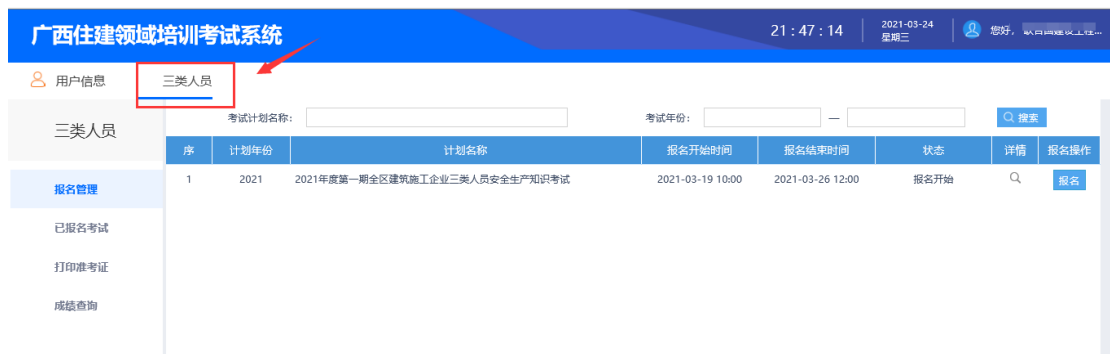 广西住建领域培训考试系统
21:47:14
2021-03-24
星期三
您好,
用户信息
三类人员
三类人员
考试计划名称:
考试年份: —
搜索
序 计划年份 计划名称 报名开始时间 报名结束时间 状态 详情 报名操作
1 2021 2021年度第一期全区建筑施工企业三类人员安全生产知识考试 2021-03-19 10:00 2021-03-26 12:00 报名开始 报名
报名管理
已报名考试
打印准考证
成绩查询